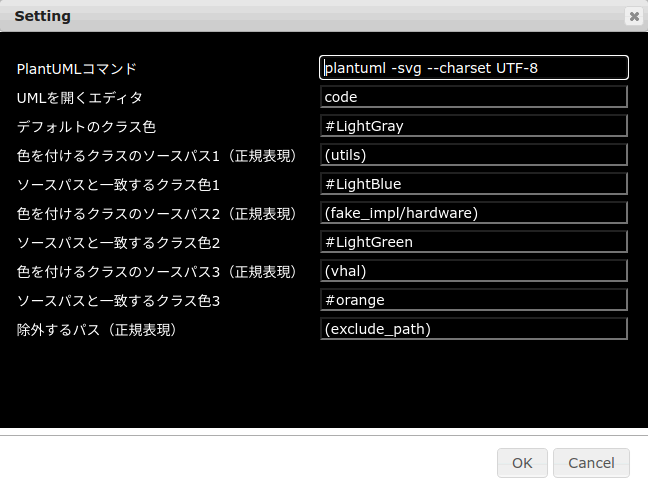 Setting
PlantUMLコマンド plantuml -svg --charset UTF-8
UMLを開くエディタ code
デフォルトのクラス色 #LightGray
色を付けるクラスのソースパス1（正規表現） (utils)
ソースパスと一致するクラス色1 #LightBlue
色を付けるクラスのソースパス2（正規表現） (fake_impl/hardware)
ソースパスと一致するクラス色2 #LightGreen
色を付けるクラスのソースパス3（正規表現） (vhal)
ソースパスと一致するクラス色3 #orange
除外するパス（正規表現） (exclude_path)
OK Cancel